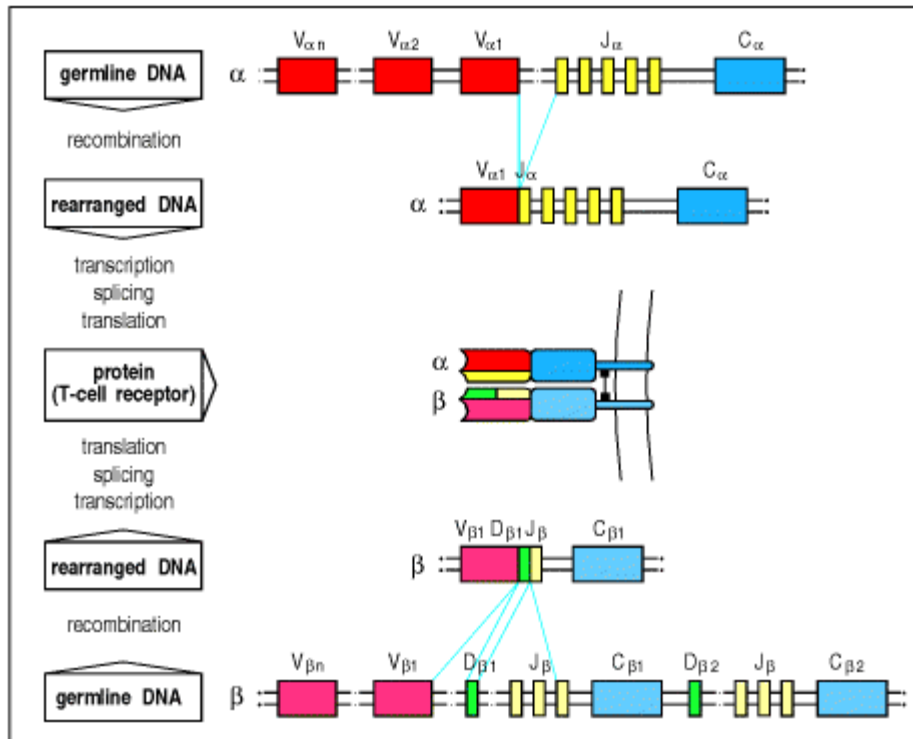 Vαn Vα2 Vα1 Jα Cα
germline DNA α
recombination
Vα1 Jα Cα
rearranged DNA α
transcription
splicing
translation
protein
(T-cell receptor)
α
β
translation
splicing
transcription
Vβ1 Dβ1 Jβ Cβ1
rearranged DNA β
recombination
Vβn Vβ1 Dβ1 Jβ Cβ1 Dβ2 Jβ Cβ2
germline DNA β